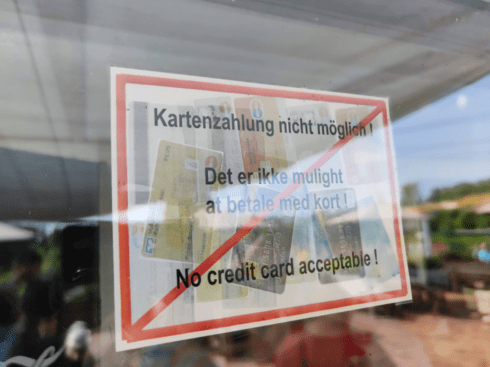 Kartenzahlung nicht möglich !
Det er ikke mulight
at betale med kort !
No credit card acceptable !